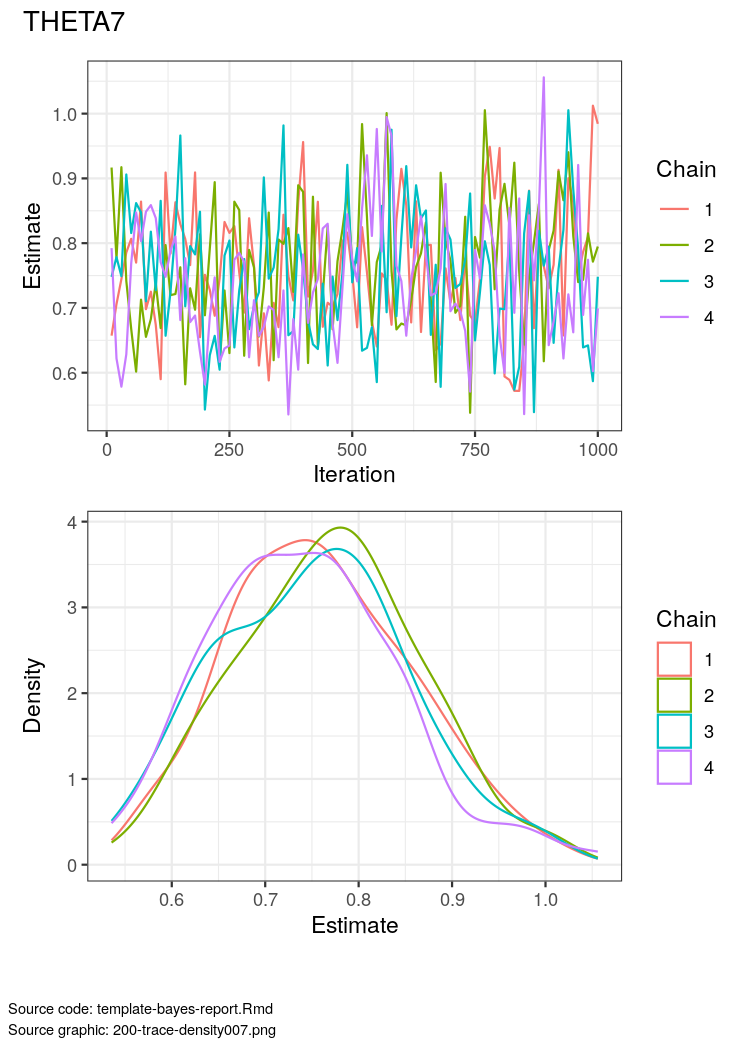 THETA7
1.0
0.9
0.8
0.7
0.6
Estimate
0 250 500 750 1000
Iteration
Chain
1
2
3
4
4
3
2
1
0
Density
0.6 0.7 0.8 0.9 1.0
Estimate
Chain
1
2
3
4
Source code: template-bayes-report.Rmd
Source graphic: 200-trace-density007.png